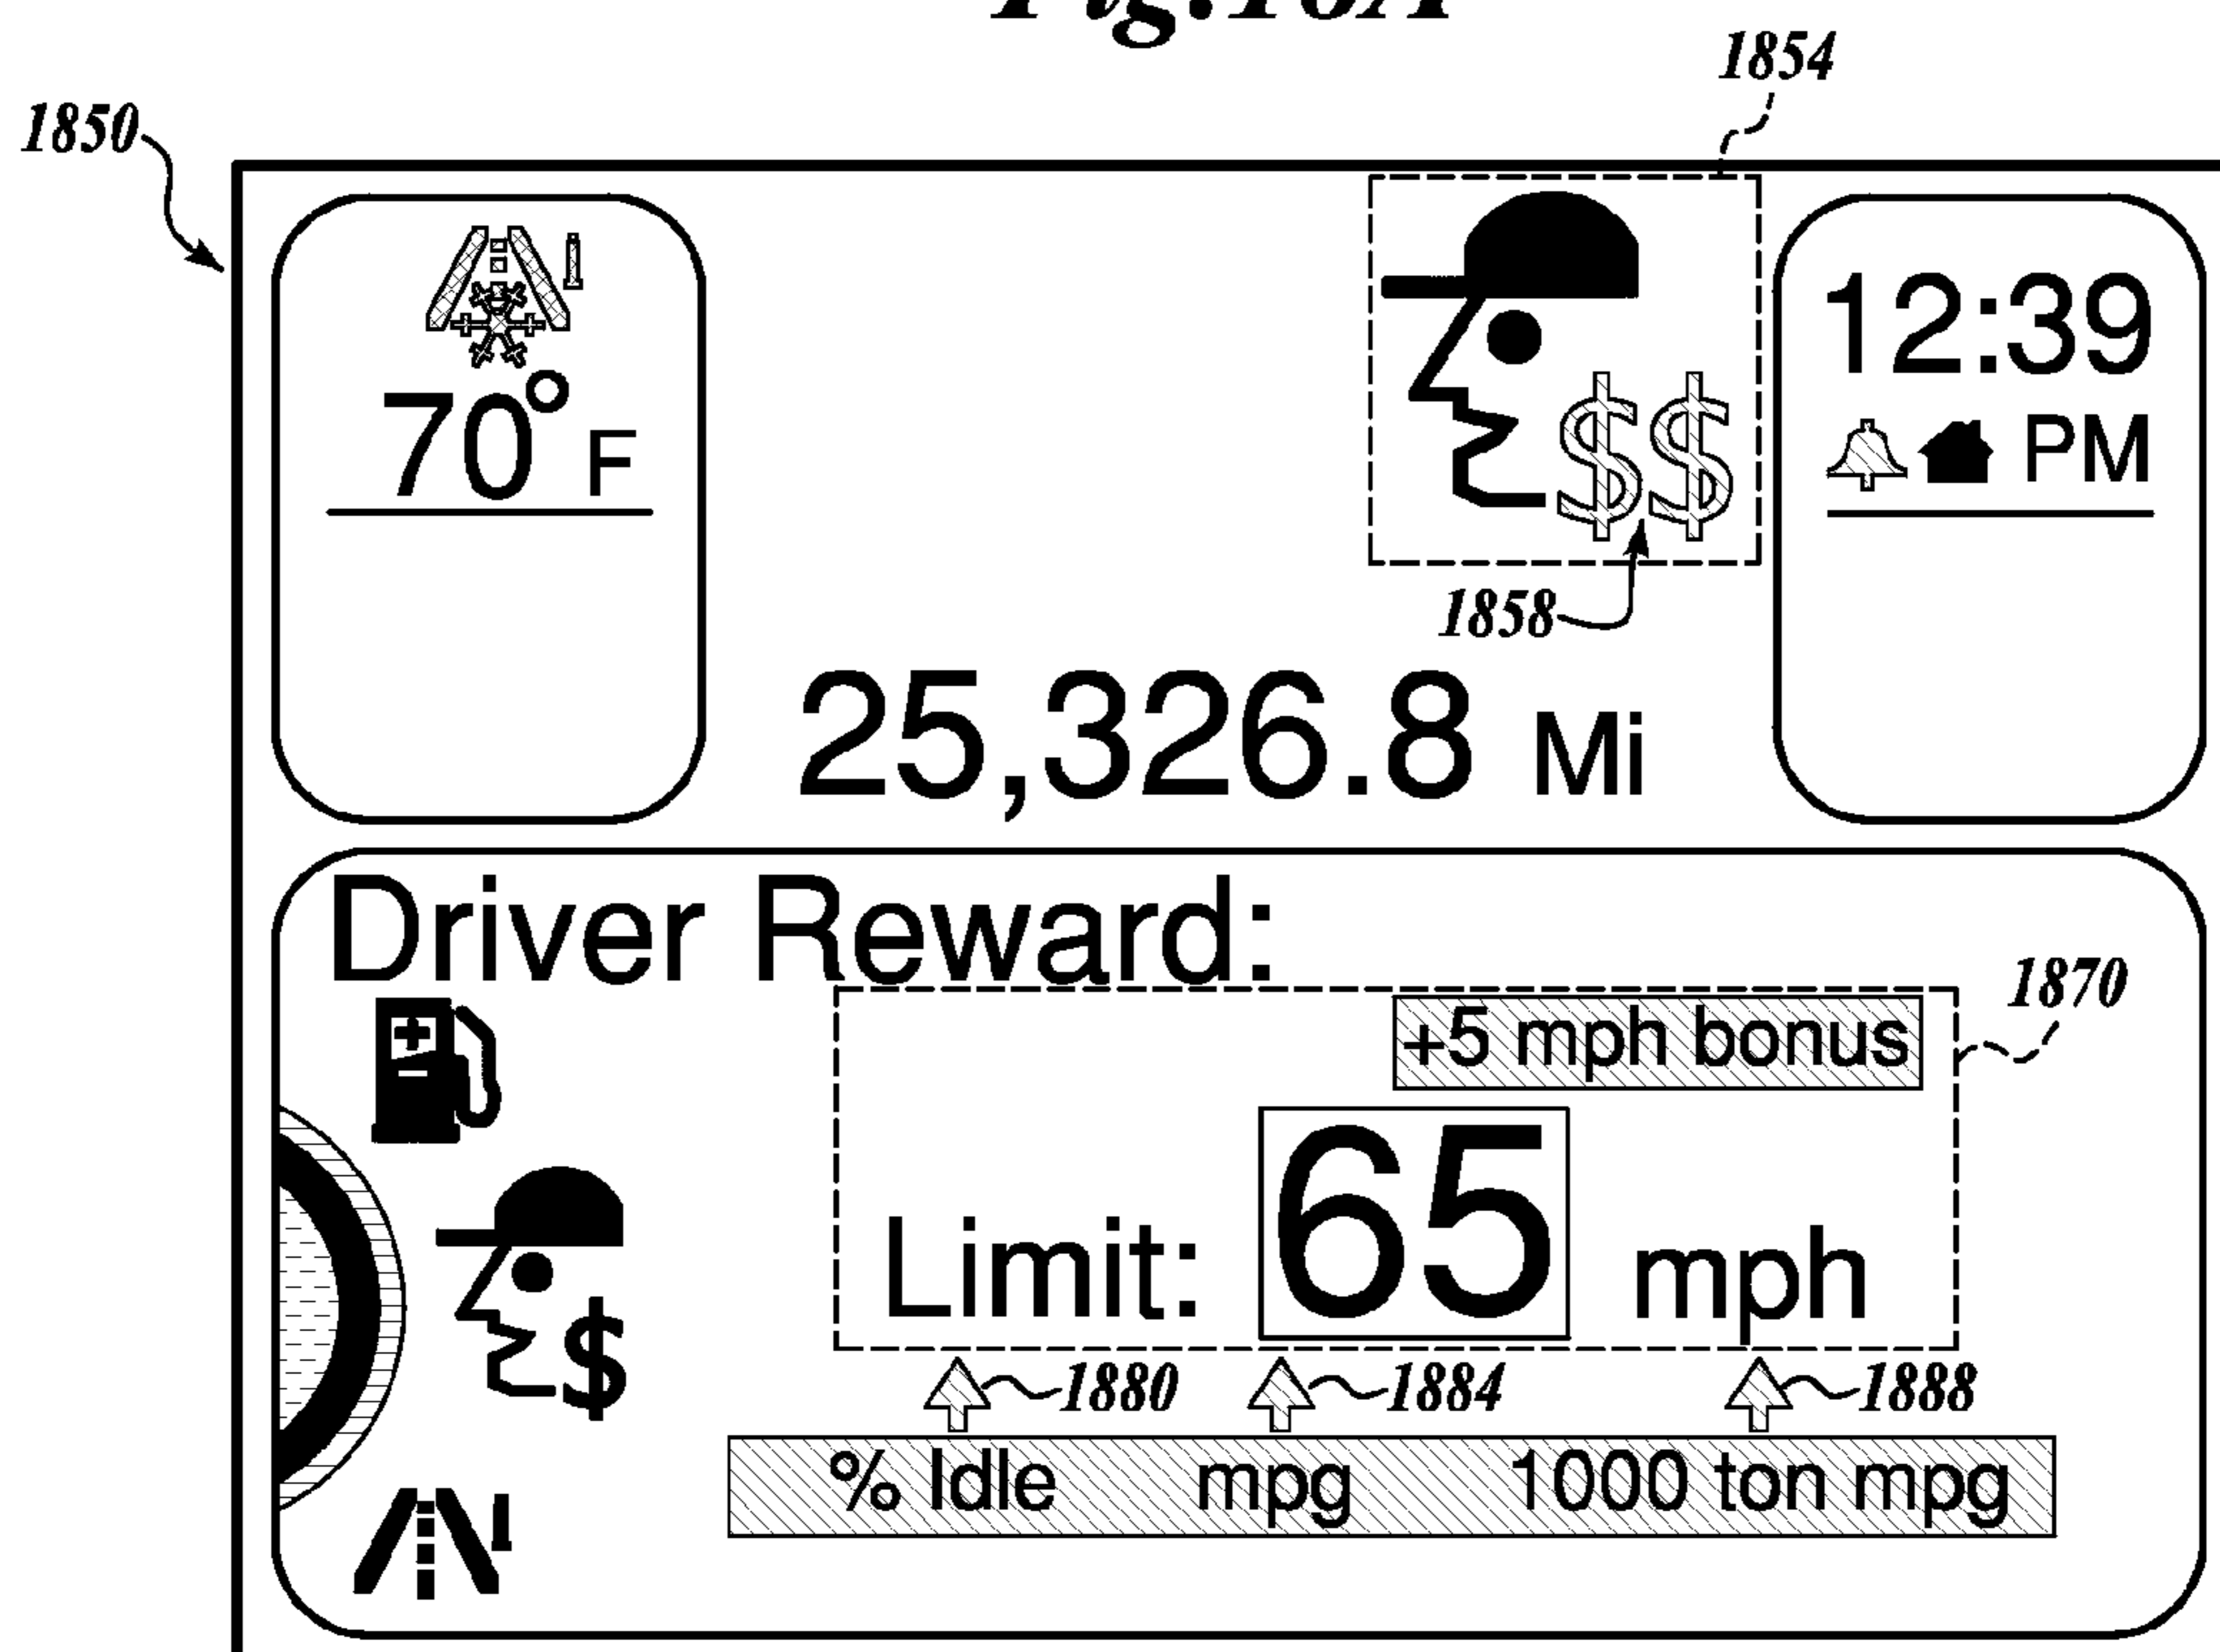 1854
1850
70° F
$$
12:39
PM
1858
25,326.8 Mi
Driver Reward:
1870
+5 mph bonus
Limit: 65 mph
$
1880
1884
1888
% Idle mpg 1000 ton mpg